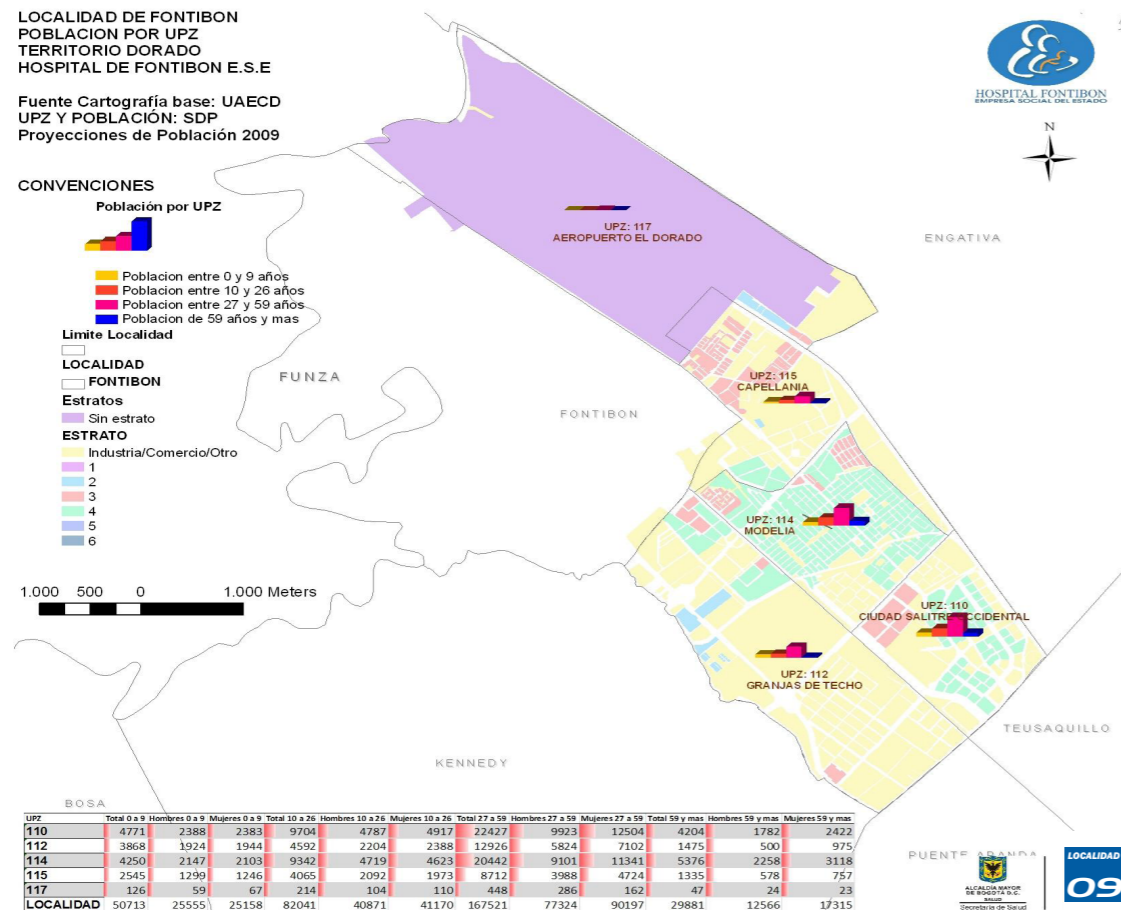 LOCALIDAD DE FONTIBON
POBLACION POR UPZ
TERRITORIO DORADO
HOSPITAL DE FONTIBON E.S.E
Fuente Cartografía base: UAECD
UPZ Y POBLACIÓN: SDP
Proyecciones de Población 2009
HOSPITAL FONTIBON
EMPRESA SOCIAL DEL ESTADO
N
CONVENCIONES
Población por UPZ
Poblacion entre 0 y 9 años
Poblacion entre 10 y 26 años
Poblacion entre 27 y 59 años
Poblacion de 59 años y mas
Limite Localidad
LOCALIDAD
FONTIBON
Estratos
Sin estrato
ESTRATO
Industria/Comercio/Otro
1
2
3
4
5
6
1.000 500 0 1.000 Meters
UPZ: 117
AEROPUERTO EL DORADO
ENGATIVA
FUNZA
UPZ: 115
CAPELLANIA
FONTIBON
UPZ: 114
MODELIA
UPZ: 110
CIUDAD SALITRE OCCIDENTAL
UPZ: 112
GRANJAS DE TECHO
TEUSAQUILLO
KENNEDY
BOSA
PUENTE ARANDA
UPZ Total 0 a 9 Hombres 0 a 9 Mujeres 0 a 9 Total 10 a 26 Hombres 10 a 26 Mujeres 10 a 26 Total 27 a 59 Hombres 27 a 59 Mujeres 27 a 59 Total 59 y mas Hombres 59 y mas Mujeres 59 y mas
110 4771 2388 2383 9704 4787 4917 22427 9923 12504 4204 1782 2422
112 3868 1924 1944 4592 2204 2388 12926 5824 7102 1475 500 975
114 4250 2147 2103 9342 4719 4623 20442 9101 11341 5376 2258 3118
115 2545 1299 1246 4065 2092 1973 8712 3988 4724 1335 578 757
117 126 59 67 214 104 110 448 286 162 47 24 23
LOCALIDAD 50713 25555 25158 82041 40871 41170 167521 77324 90197 29881 12566 17315
ALCALDÍA MAYOR
DE BOGOTÁ D.C.
SALUD
Secretaría de Salud
LOCALIDAD
09